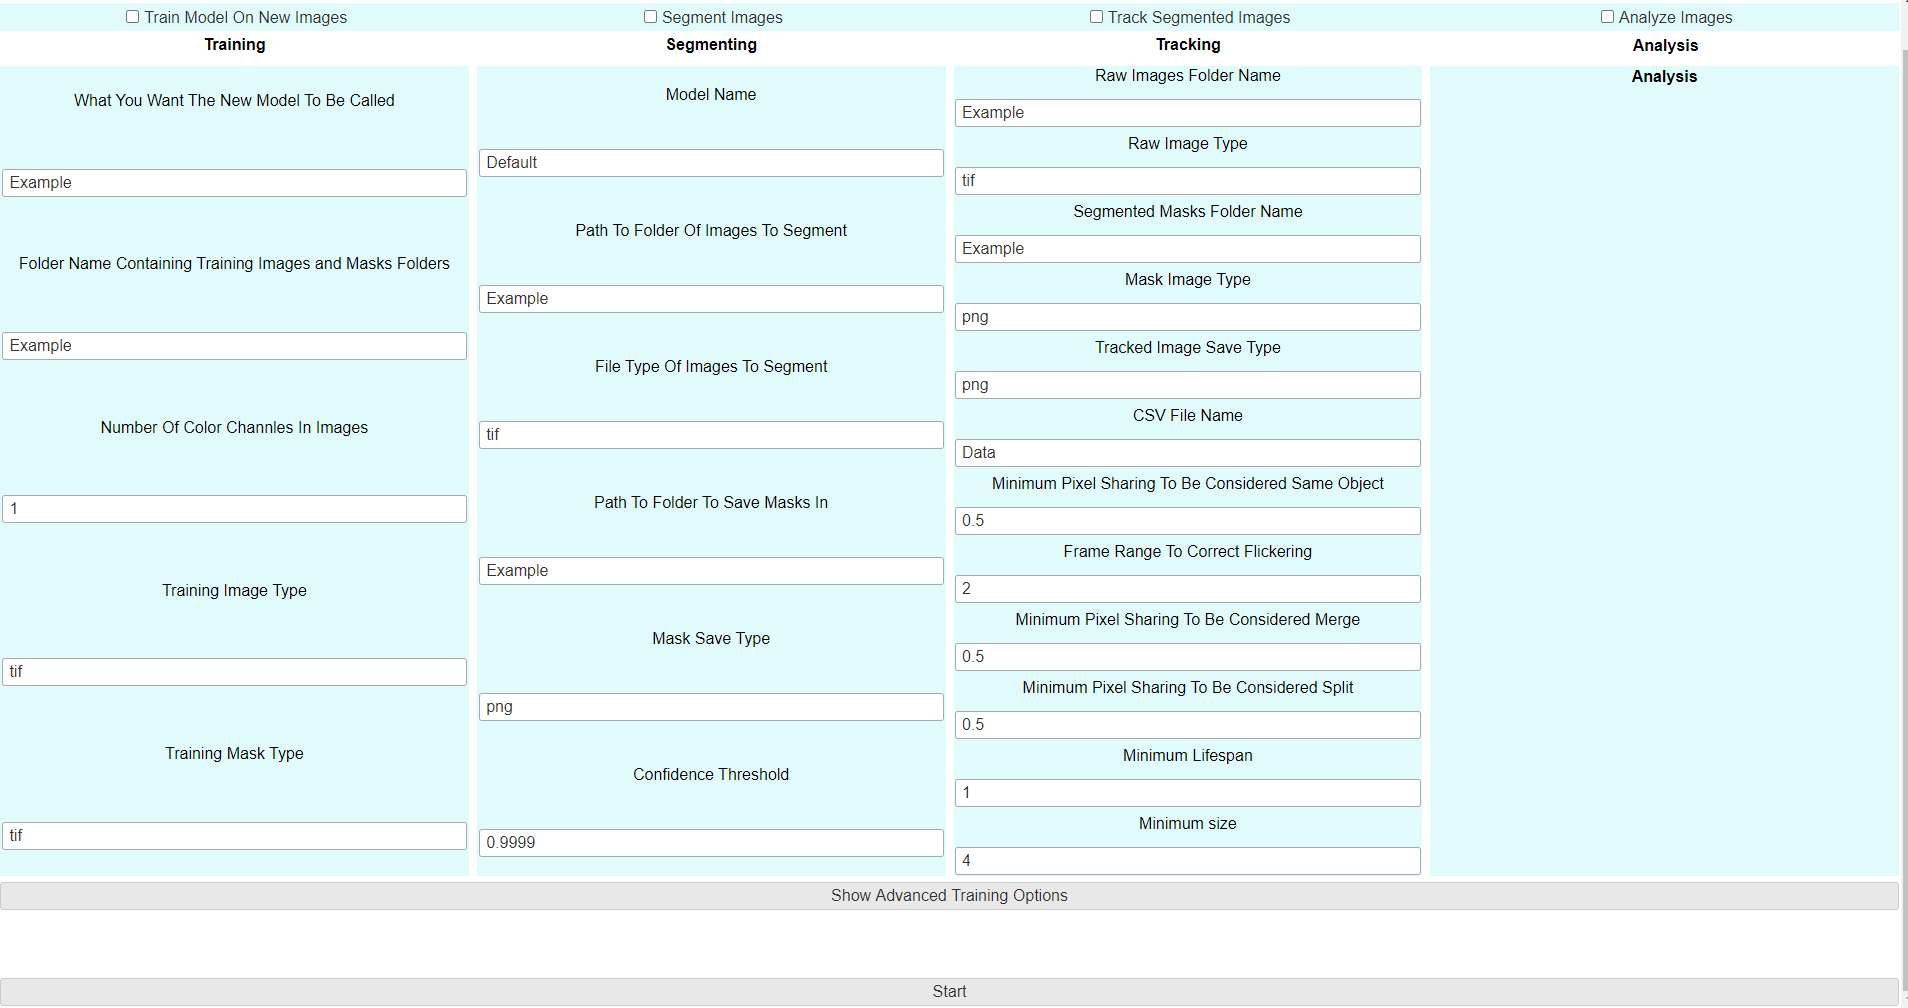 Train Model On New Images
Segment Images
Track Segmented Images
Analyze Images
Training
Segmenting
Tracking
Analysis
What You Want The New Model To Be Called
Example
Folder Name Containing Training Images and Masks Folders
Example
Number Of Color Channles In Images
1
Training Image Type
tif
Training Mask Type
tif
Model Name
Default
Path To Folder Of Images To Segment
Example
File Type Of Images To Segment
tif
Path To Folder To Save Masks In
Example
Mask Save Type
png
Confidence Threshold
0.9999
Raw Images Folder Name
Example
Raw Image Type
tif
Segmented Masks Folder Name
Example
Mask Image Type
png
Tracked Image Save Type
png
CSV File Name
Data
Minimum Pixel Sharing To Be Considered Same Object
0.5
Frame Range To Correct Flickering
2
Minimum Pixel Sharing To Be Considered Merge
0.5
Minimum Pixel Sharing To Be Considered Split
0.5
Minimum Lifespan
1
Minimum size
4
Analysis
Show Advanced Training Options
Start